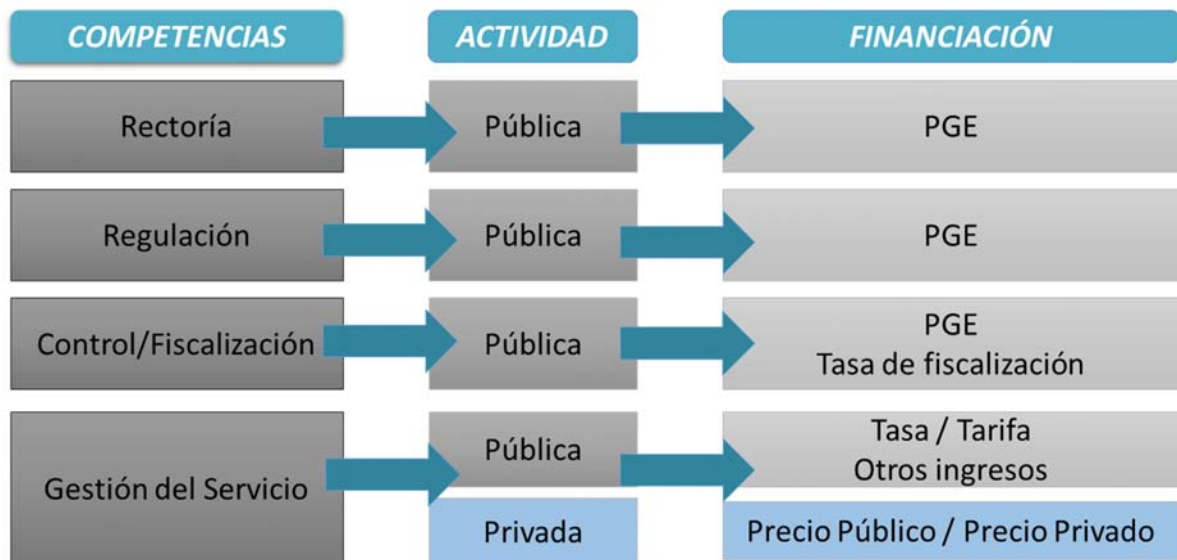 COMPETENCIAS
ACTIVIDAD
FINANCIACIÓN
Rectoría
Pública
PGE
Regulación
Pública
PGE
Control/Fiscalización
Pública
PGE
Tasa de fiscalización
Gestión del Servicio
Pública
Tasa / Tarifa
Otros ingresos
Privada
Precio Público / Precio Privado